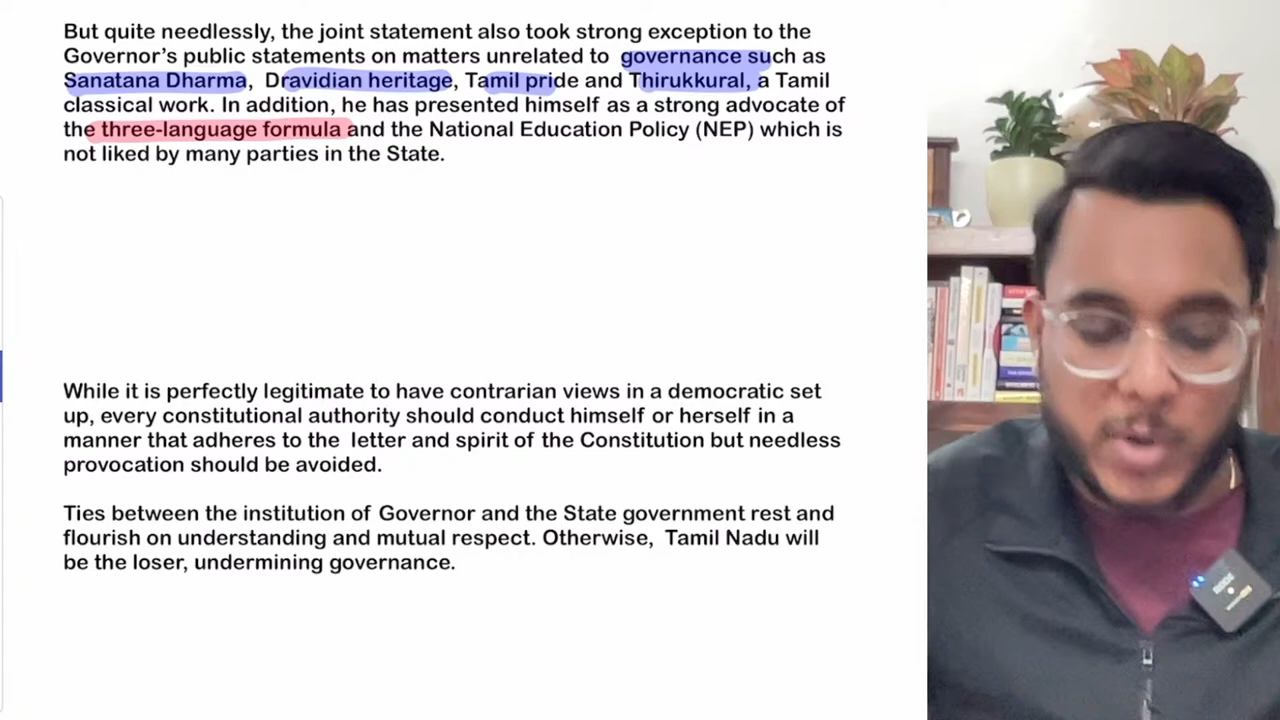 But quite needlessly, the joint statement also took strong exception to the
Governor's public statements on matters unrelated to governance such as
Sanatana Dharma, Dravidian heritage, Tamil pride and Thirukkural, a Tamil
classical work. In addition, he has presented himself as a strong advocate of
the three-language formula and the National Education Policy (NEP) which is
not liked by many parties in the State.
While it is perfectly legitimate to have contrarian views in a democratic set
up, every constitutional authority should conduct himself or herself in a
manner that adheres to the letter and spirit of the Constitution but needless
provocation should be avoided.
Ties between the institution of Governor and the State government rest and
flourish on understanding and mutual respect. Otherwise, Tamil Nadu will
be the loser, undermining governance.